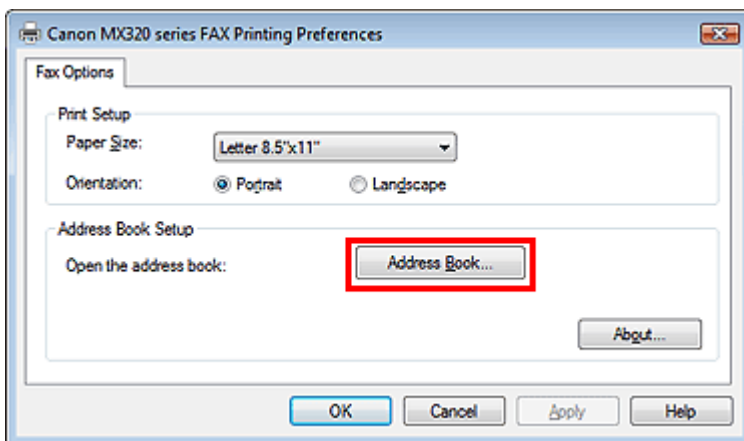 Canon MX320 series FAX Printing Preferences
Fax Options
Print Setup
Paper Size:
Letter 8.5"x11"
Orientation:
Portrait
Landscape
Address Book Setup
Open the address book:
Address Book...
About...
OK
Cancel
Apply
Help